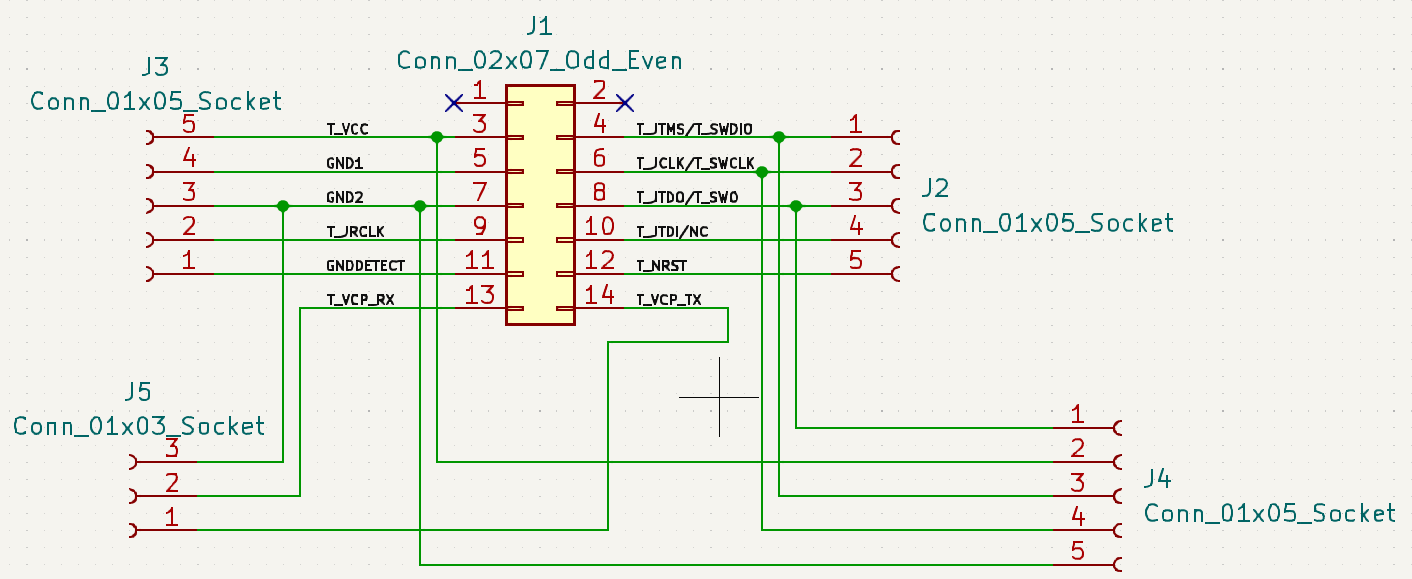 J1
Conn_02x07_Odd_Even
J3
Conn_01x05_Socket
1 2
5 T_VCC 3 4 T_JTMS/T_SWDIO 1
4 GND1 5 6 T_JCLK/T_SWCLK 2
3 GND2 7 8 T_JTDO/T_SWO 3
J2
2 T_JRCLK 9 10 T_JTDI/NC 4
Conn_01x05_Socket
1 GNDDETECT 11 12 T_NRST 5
T_VCP_RX 13 14 T_VCP_TX
J5
Conn_01x03_Socket
3
2
1
1
2
3
4
5
J4
Conn_01x05_Socket